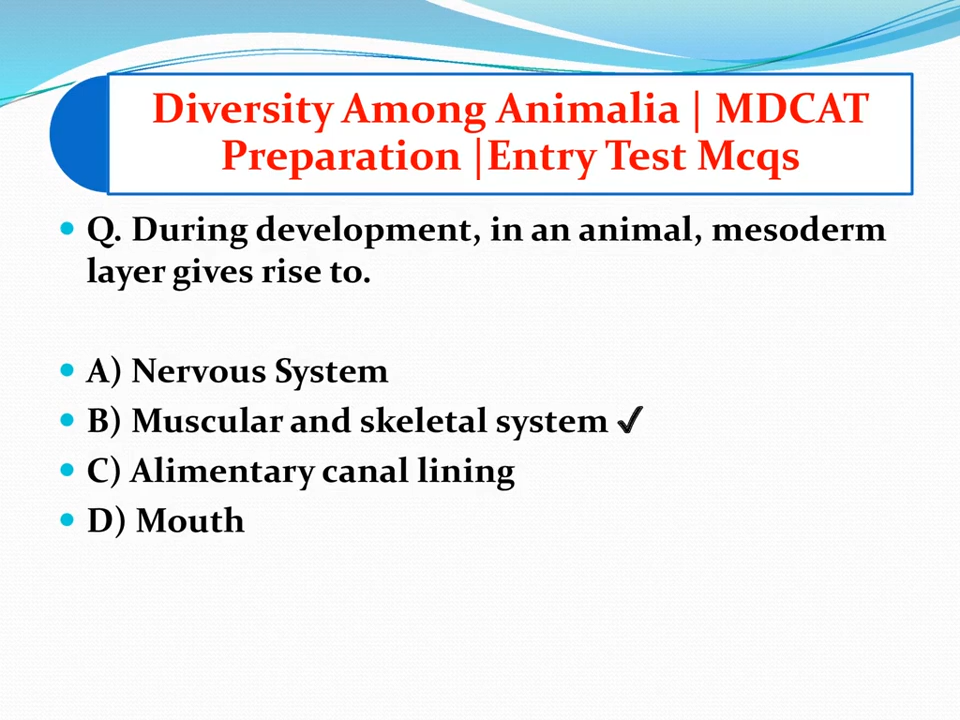 Diversity Among Animalia | MDCAT
Preparation |Entry Test Mcqs
• Q. During development, in an animal, mesoderm
layer gives rise to.
• A) Nervous System
• B) Muscular and skeletal system ✓
• C) Alimentary canal lining
• D) Mouth